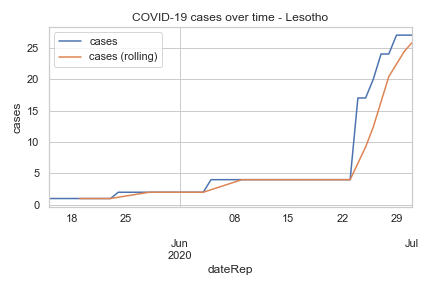 COVID-19 cases over time - Lesotho
cases
cases (rolling)
cases
25
20
15
10
5
0
18
25
08
15
22
29
Jun
2020
Jul
dateRep